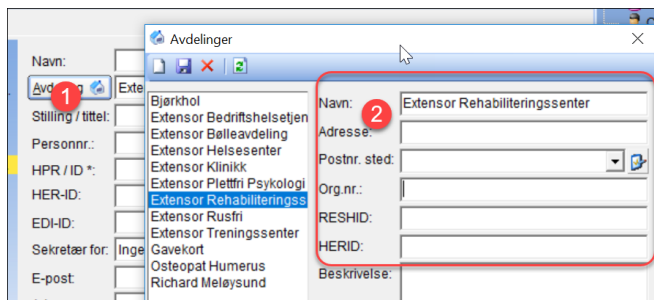 Navn:
Avdeling
Exte
Stilling / tittel:
Personnr.:
HPR / ID *:
HER-ID:
EDI-ID:
Sekretær for:
Inge
E-post:
1
Avdelinger
Bjørkhol
Extensor Bedriftshelsetjen
Extensor Bølleavdeling
Extensor Helsesenter
Extensor Klinikk
Extensor Plettfri Psykologi
Extensor Rehabiliteringss
Extensor Rusfri
Extensor Treningssenter
Gavekort
Osteopat Humerus
Richard Meløysund
2
Navn:
Extensor Rehabiliteringssenter
Adresse:
Postnr. sted:
Org.nr.:
RESHID:
HERID:
Beskrivelse: